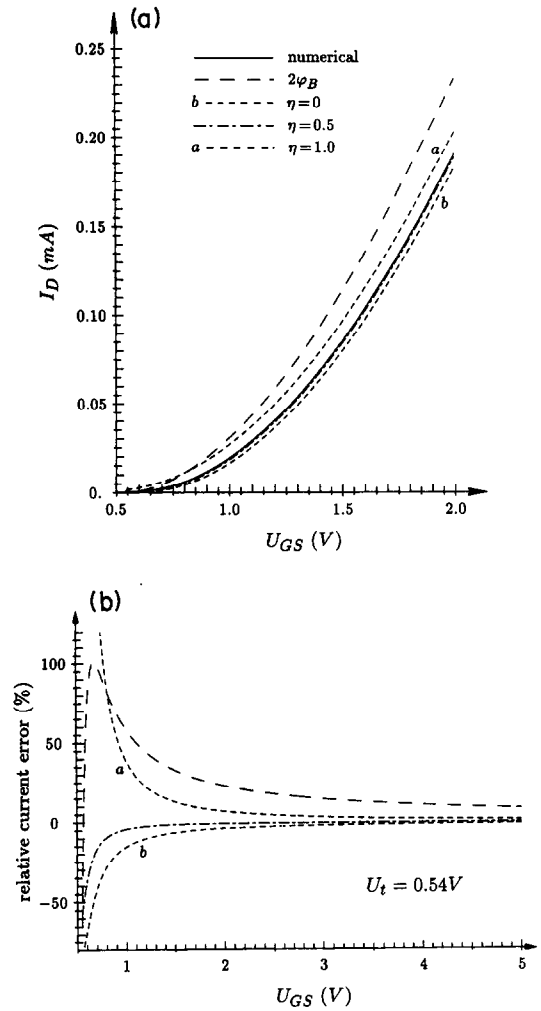 (a)
0.25
0.20
0.15
0.10
0.05
0.
I_D (mA)
numerical
2φ_B
b η=0
η=0.5
a η=1.0
a
b
0.5 1.0 1.5 2.0
U_GS (V)
(b)
100
50
0
−50
relative current error (%)
a
b
U_t = 0.54V
1 2 3 4 5
U_GS (V)